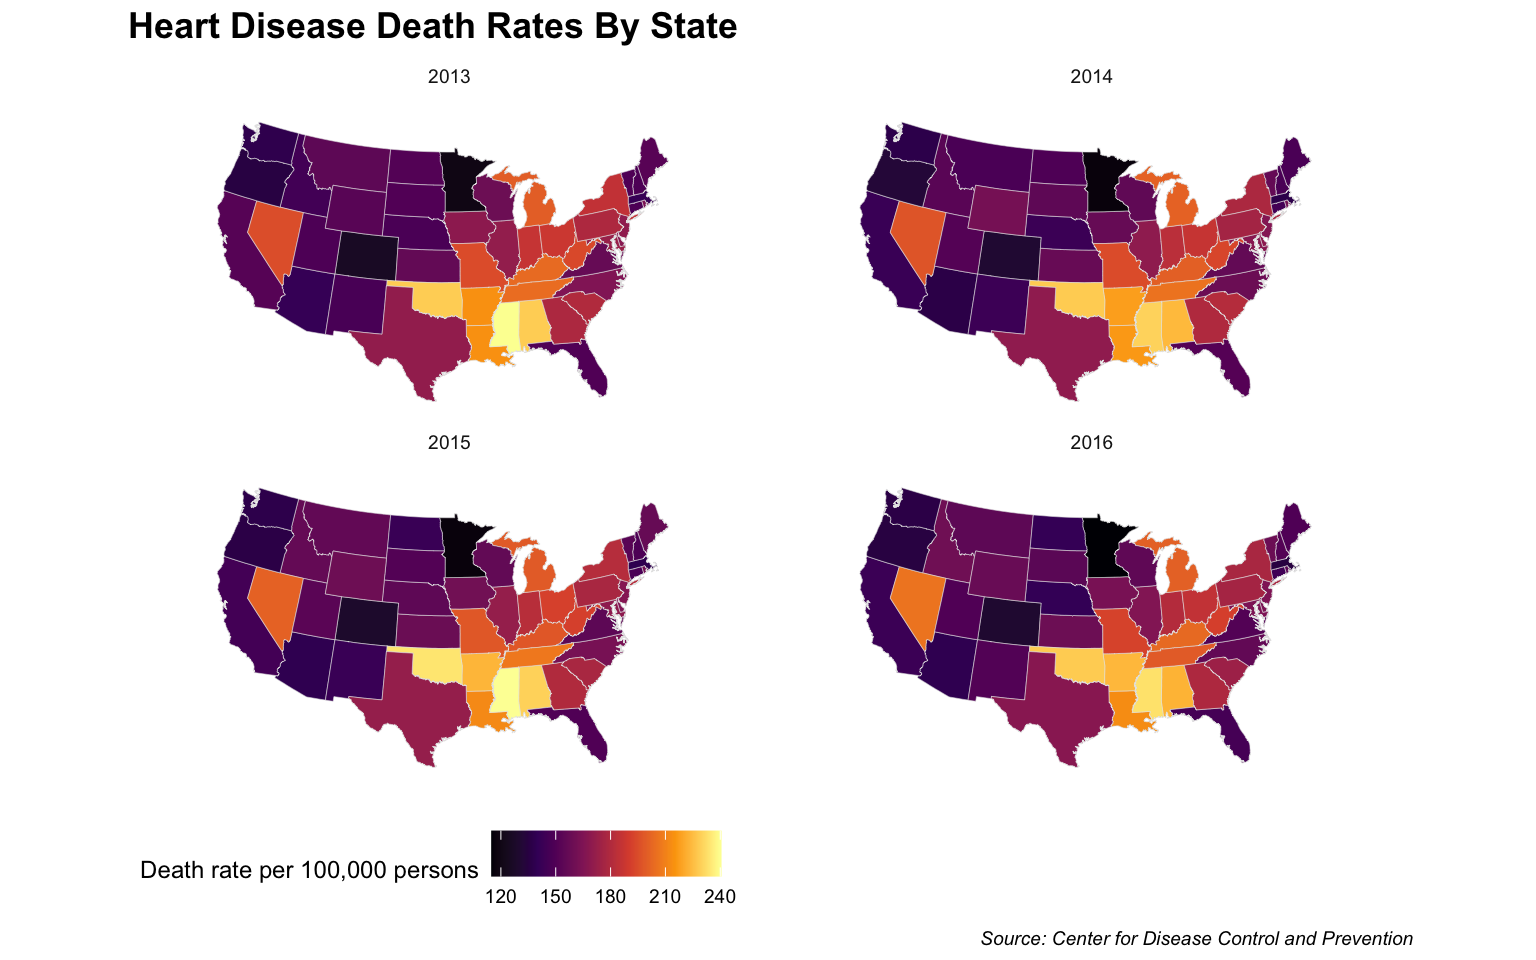 Heart Disease Death Rates By State
2013
2014
2015
2016
Death rate per 100,000 persons
120 150 180 210 240
Source: Center for Disease Control and Prevention